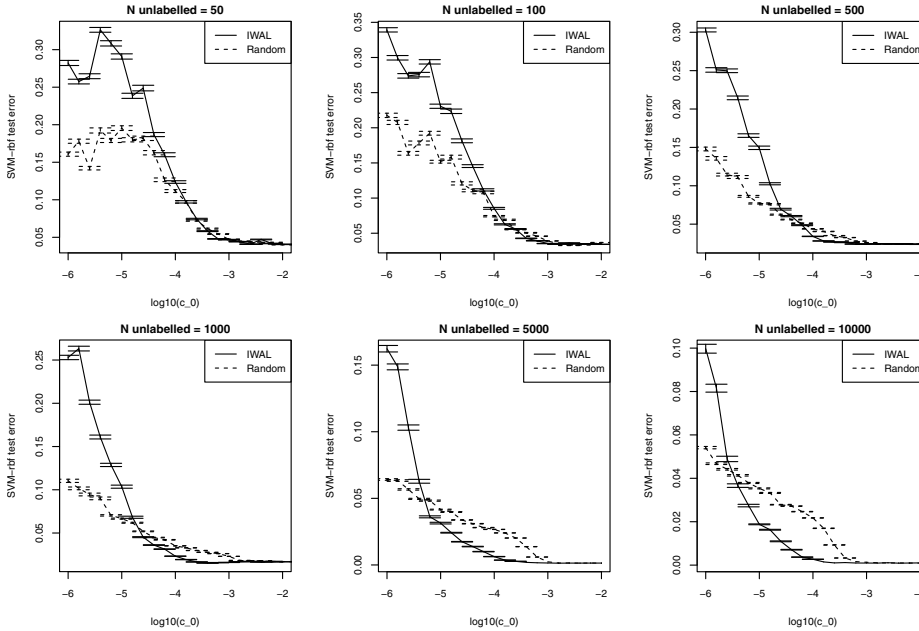 N unlabelled = 50
SVM−rbf test error
0.05 0.10 0.15 0.20 0.25 0.30
−6 −5 −4 −3 −2
log10(c_0)
IWAL
Random
N unlabelled = 100
SVM−rbf test error
0.05 0.10 0.15 0.20 0.25 0.30 0.35
−6 −5 −4 −3 −2
log10(c_0)
IWAL
Random
N unlabelled = 500
SVM−rbf test error
0.05 0.10 0.15 0.20 0.25 0.30
−6 −5 −4 −3 −2
log10(c_0)
IWAL
Random
N unlabelled = 1000
SVM−rbf test error
0.05 0.10 0.15 0.20 0.25
−6 −5 −4 −3 −2
log10(c_0)
IWAL
Random
N unlabelled = 5000
SVM−rbf test error
0.00 0.05 0.10 0.15
−6 −5 −4 −3 −2
log10(c_0)
IWAL
Random
N unlabelled = 10000
SVM−rbf test error
0.00 0.02 0.04 0.06 0.08 0.10
−6 −5 −4 −3 −2
log10(c_0)
IWAL
Random